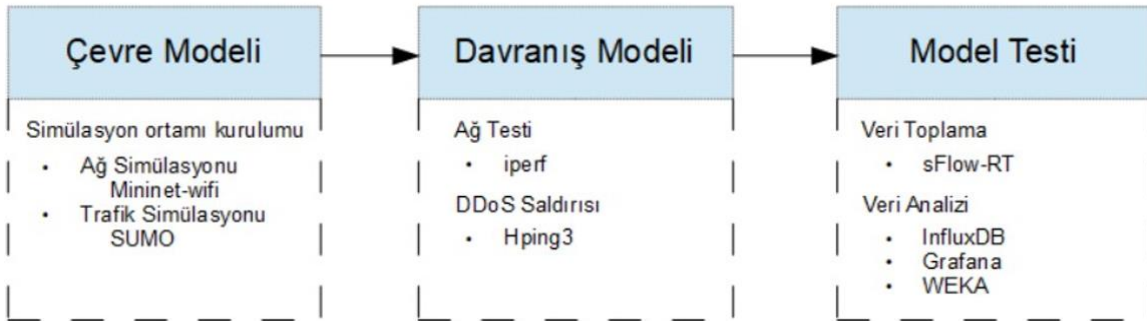 Çevre Modeli
Simülasyon ortamı kurulumu
• Ağ Simülasyonu
Mininet-wifi
• Trafik Simülasyonu
SUMO
Davranış Modeli
Ağ Testi
• iperf
DDoS Saldırısı
• Hping3
Model Testi
Veri Toplama
• sFlow-RT
Veri Analizi
• InfluxDB
• Grafana
• WEKA